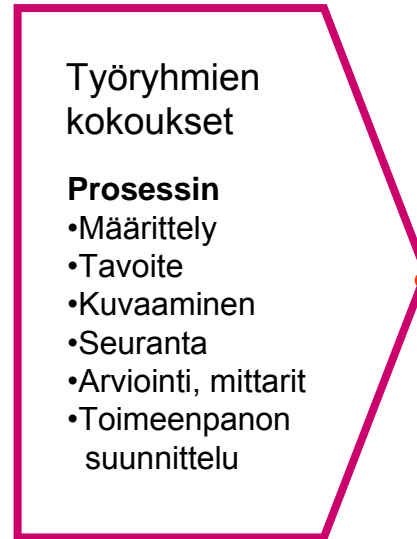 Työryhmien
kokoukset
Prosessin
•Määrittely
•Tavoite
•Kuvaaminen
•Seuranta
•Arviointi, mittarit
•Toimeenpanon
suunnittelu